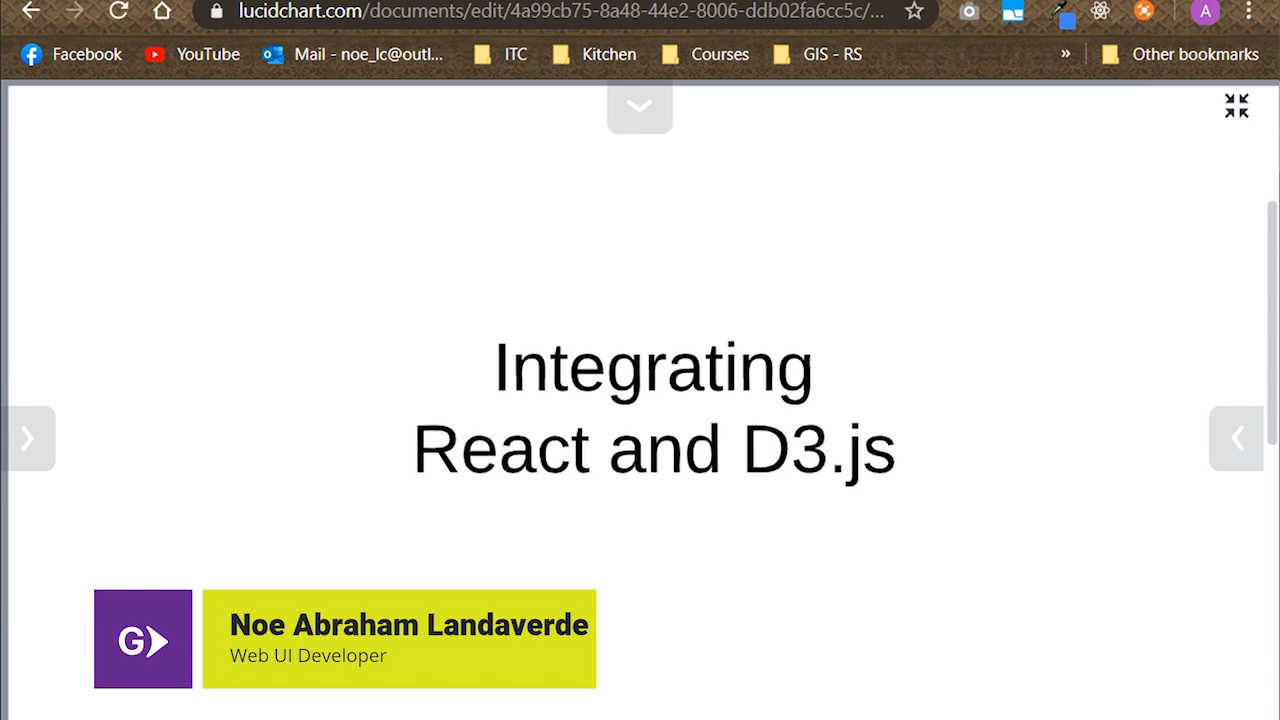 lucidchart.com/documents/edit/4a99cb75-8a48-44e2-8006-ddb02fa6cc5c/...
A
Facebook
YouTube
Mail - noe_lc@outl...
ITC
Kitchen
Courses
GIS - RS
»
Other bookmarks
Integrating
React and D3.js
G
Noe Abraham Landaverde
Web UI Developer